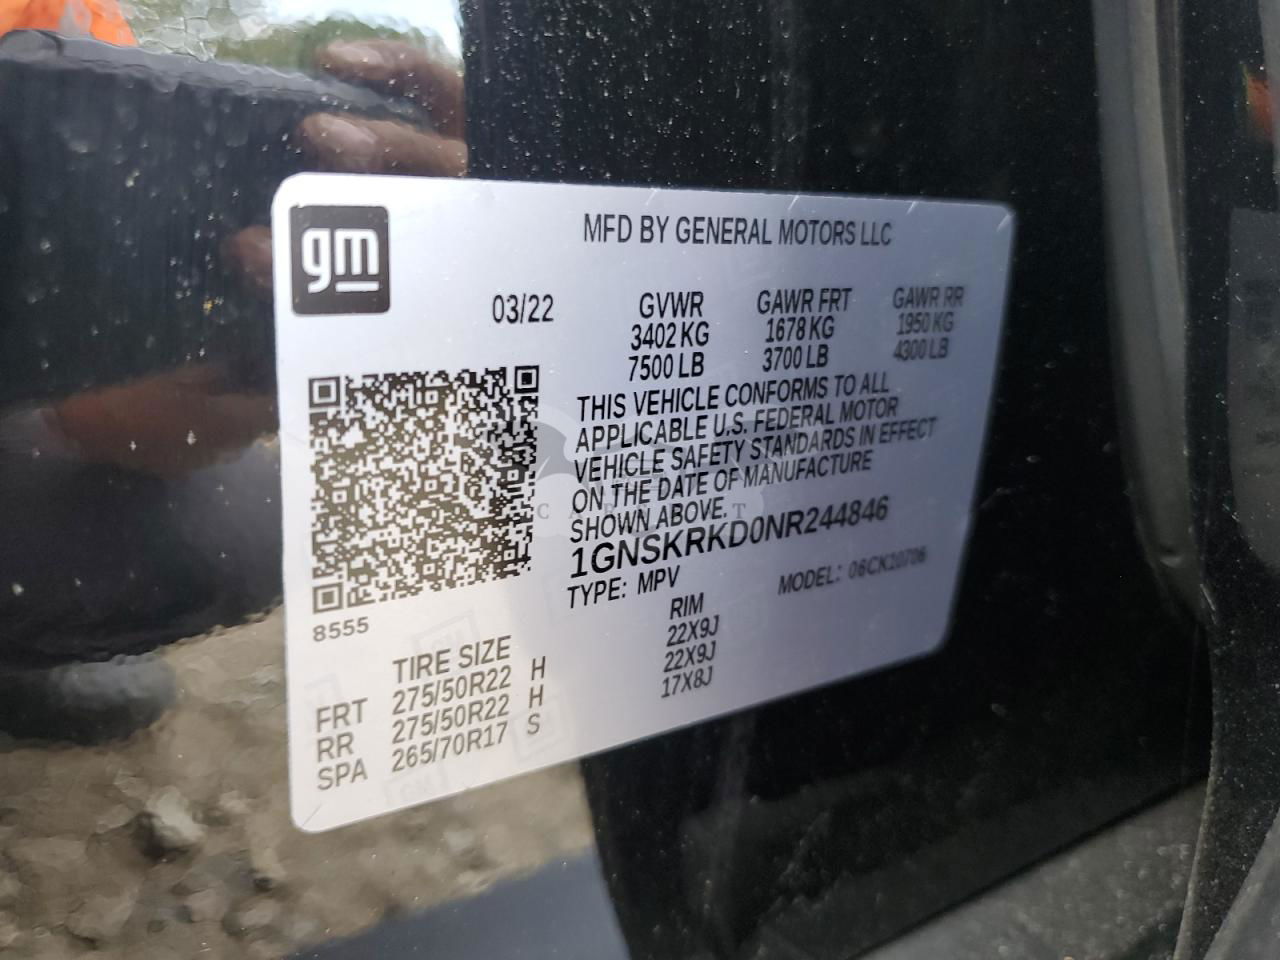 gm
MFD BY GENERAL MOTORS LLC
03/22 GVWR GAWR FRT GAWR RR
3402 KG 1678 KG 1950 KG
7500 LB 3700 LB 4300 LB
THIS VEHICLE CONFORMS TO ALL
APPLICABLE U.S. FEDERAL MOTOR
VEHICLE SAFETY STANDARDS IN EFFECT
ON THE DATE OF MANUFACTURE
SHOWN ABOVE.
1GNSKRKD0NR244846
TYPE: MPV MODEL: 06CK10706
8555
TIRE SIZE RIM
FRT 275/50R22 H 22X9J
RR 275/50R22 H 22X9J
SPA 265/70R17 S 17X8J